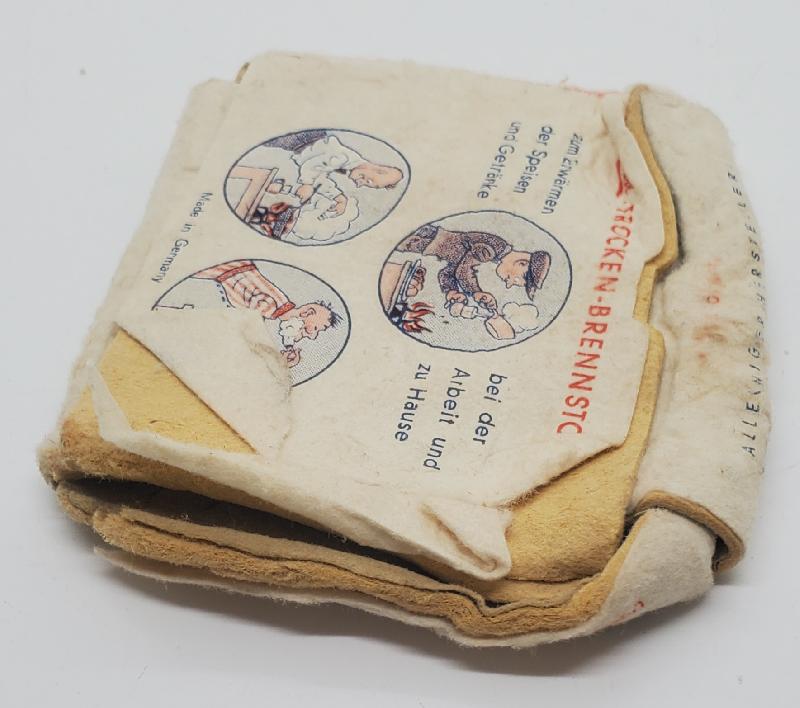 TROCKEN-BRENNSTO
zum Erwärmen
der Speisen
und Getränke
bei der
Arbeit und
zu Hause
Made in Germany